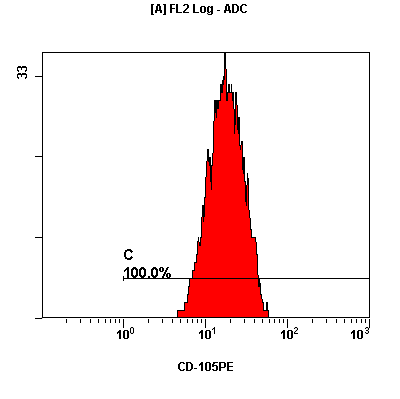 [A] FL2 Log - ADC
33
C
100.0%
10⁰ 10¹ 10² 10³
CD-105PE